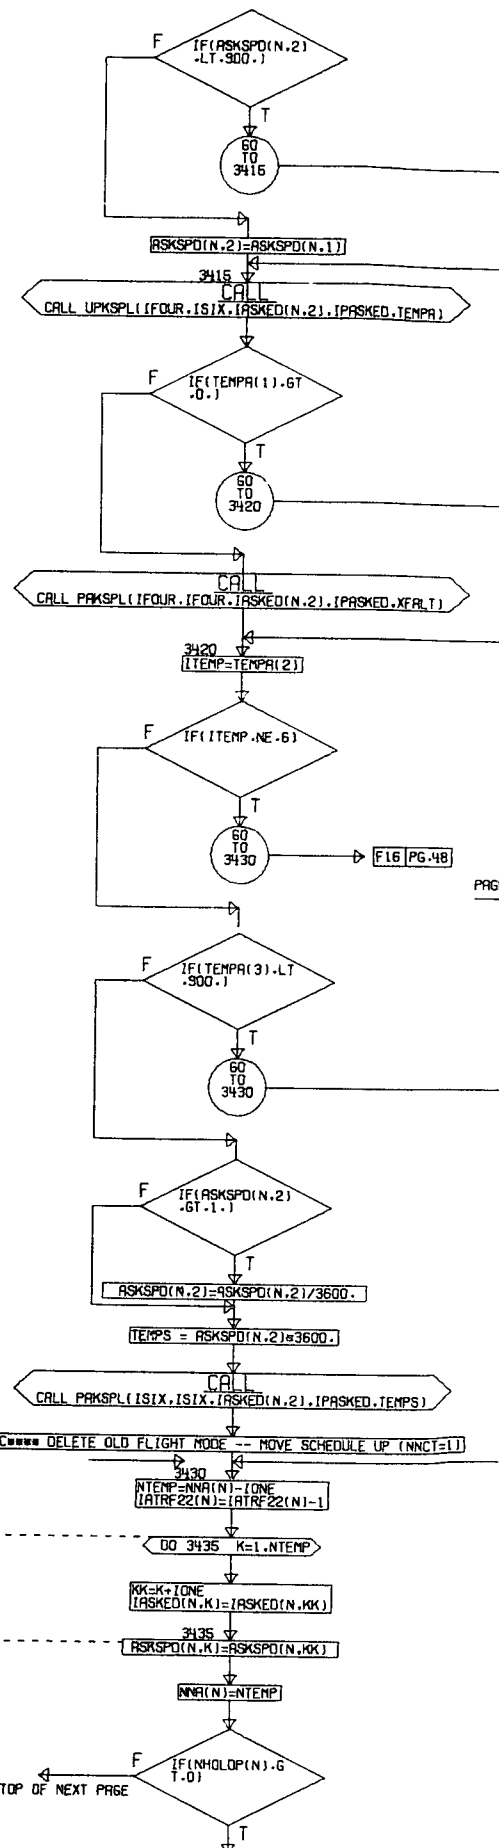 F
IF(ASKSPD(N.2)
.LT.900.)
T
GO
TO
3415
ASKSPD(N.2)=ASKSPD(N.1)
3415
CALL
CALL UPKSPL(IFOUR.ISIX.IASKED(N.2).IPASKED.TEMPA)
F
IF(TEMPA(1).GT
.0.)
T
GO
TO
3420
CALL
CALL PAKSPL(IFOUR.IFOUR.IASKED(N.2).IPASKED.XFALT)
3420
ITEMP=TEMPA(2)
F
IF(ITEMP.NE.6)
T
GO
TO
3430
F16 PG.48
PAG
F
IF(TEMPA(3).LT
.900.)
T
GO
TO
3430
F
IF(ASKSPD(N.2)
.GT.1.)
T
ASKSPD(N.2)=ASKSPD(N.2)/3600.
TEMPS = ASKSPD(N.2)*3600.
CALL
CALL PAKSPL(ISIX.ISIX.IASKED(N.2).IPASKED.TEMPS)
C**** DELETE OLD FLIGHT MODE -- MOVE SCHEDULE UP (NNCT=1)
3430
NTEMP=NNA(N)-IONE
IATRF22(N)=IATRF22(N)-1
DO 3435 K=1.NTEMP
KK=K+IONE
IASKED(N.K)=IASKED(N.KK)
3435
ASKSPD(N.K)=ASKSPD(N.KK)
NNA(N)=NTEMP
F
IF(NHOLDP(N).G
T.0)
TOP OF NEXT PAGE
T